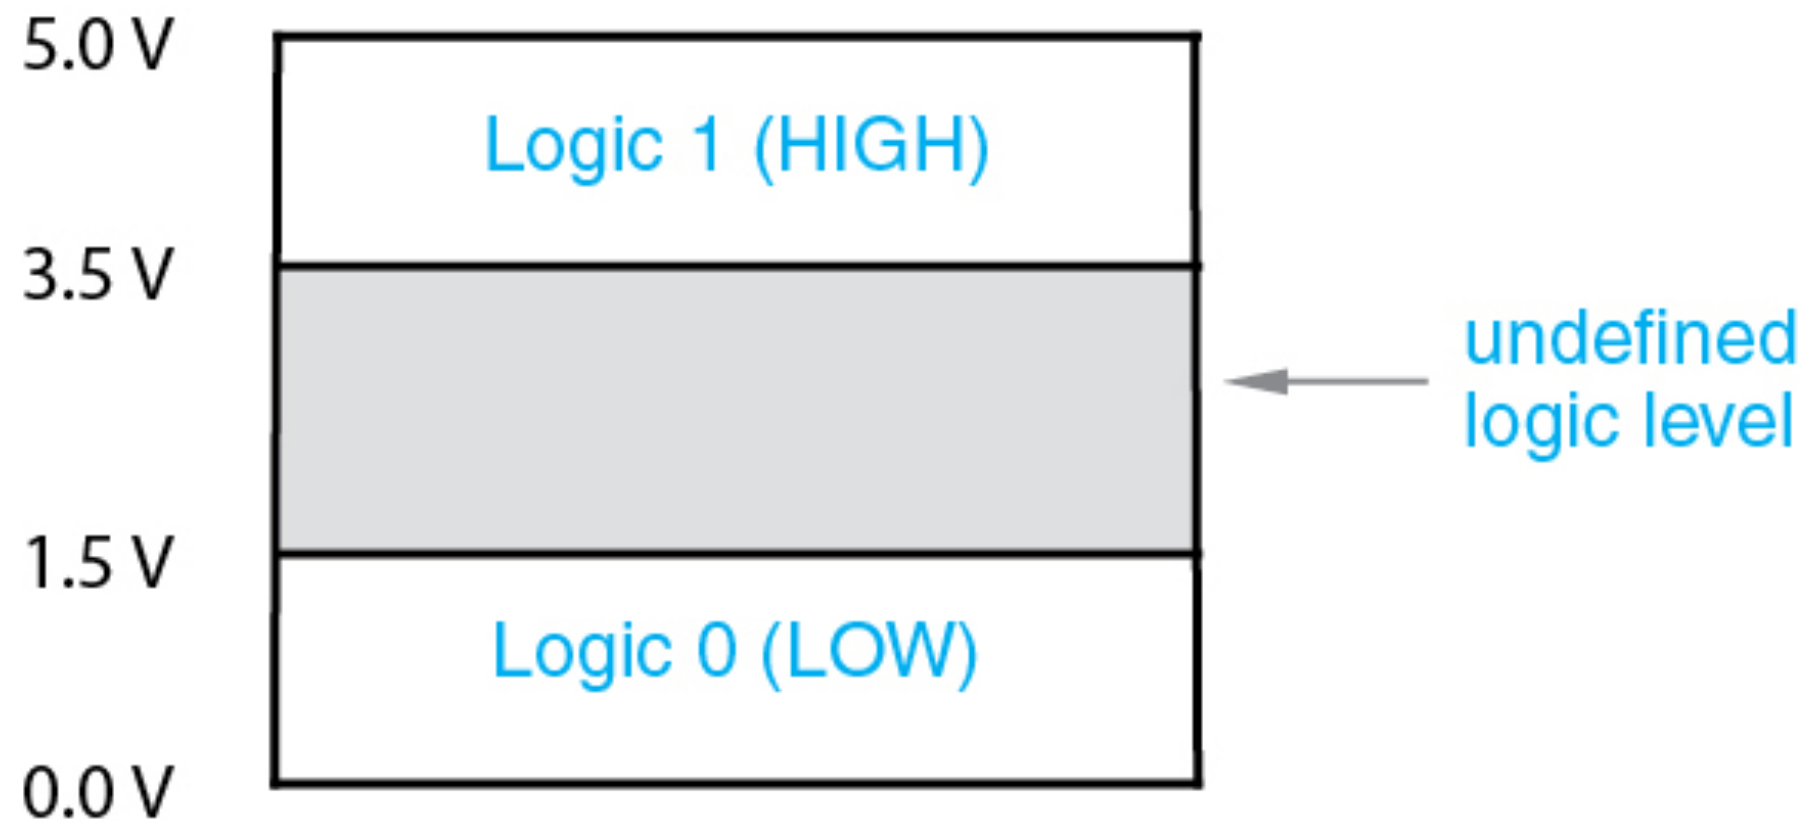 5.0 V
Logic 1 (HIGH)
3.5 V
undefined
logic level
1.5 V
Logic 0 (LOW)
0.0 V